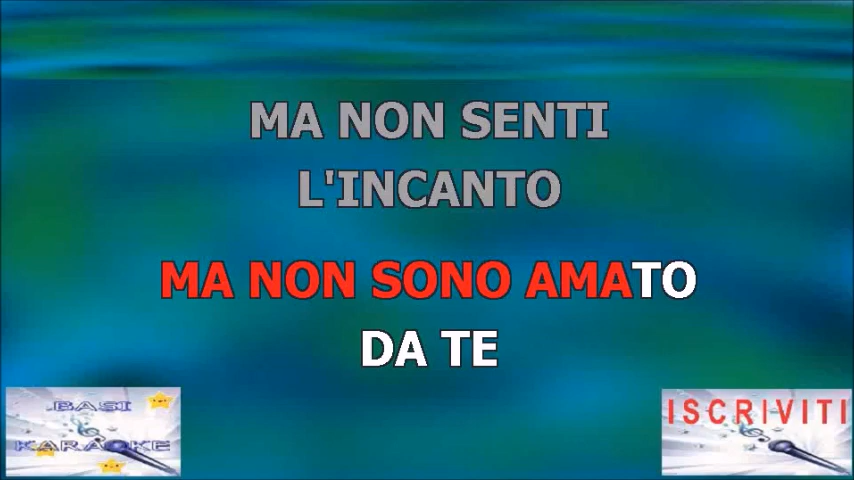 MA NON SENTI
L'INCANTO
MA NON SONO AMATO
DA TE
BASI
KARAOKE
ISCRIVITI